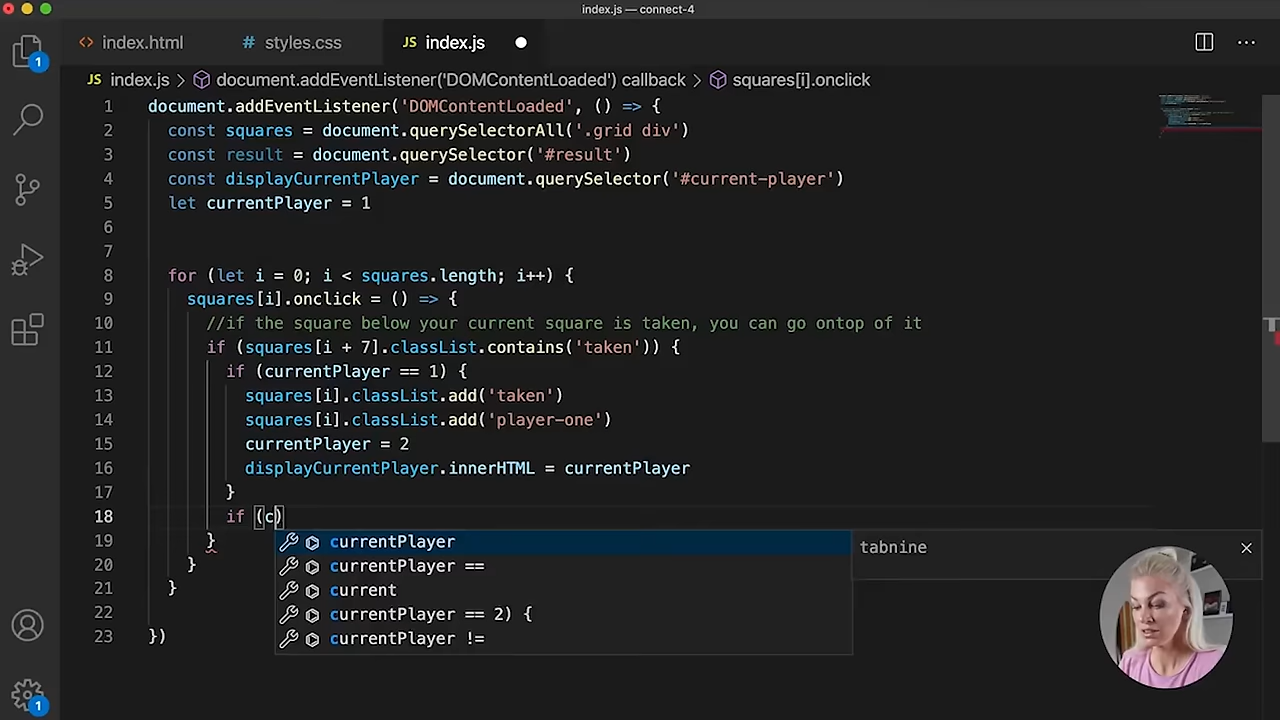 index.js — connect-4
index.html
# styles.css
JS index.js
1
JS index.js > document.addEventListener('DOMContentLoaded') callback > squares[i].onclick
1 document.addEventListener('DOMContentLoaded', () => {
2 const squares = document.querySelectorAll('.grid div')
3 const result = document.querySelector('#result')
4 const displayCurrentPlayer = document.querySelector('#current-player')
5 let currentPlayer = 1
6
7
8 for (let i = 0; i < squares.length; i++) {
9 squares[i].onclick = () => {
10 //if the square below your current square is taken, you can go ontop of it
11 if (squares[i + 7].classList.contains('taken')) {
12 if (currentPlayer == 1) {
13 squares[i].classList.add('taken')
14 squares[i].classList.add('player-one')
15 currentPlayer = 2
16 displayCurrentPlayer.innerHTML = currentPlayer
17 }
18 if (c)
19 }
20 }
21 }
22
23 })
currentPlayer
tabnine
currentPlayer ==
current
currentPlayer == 2) {
currentPlayer !=
1